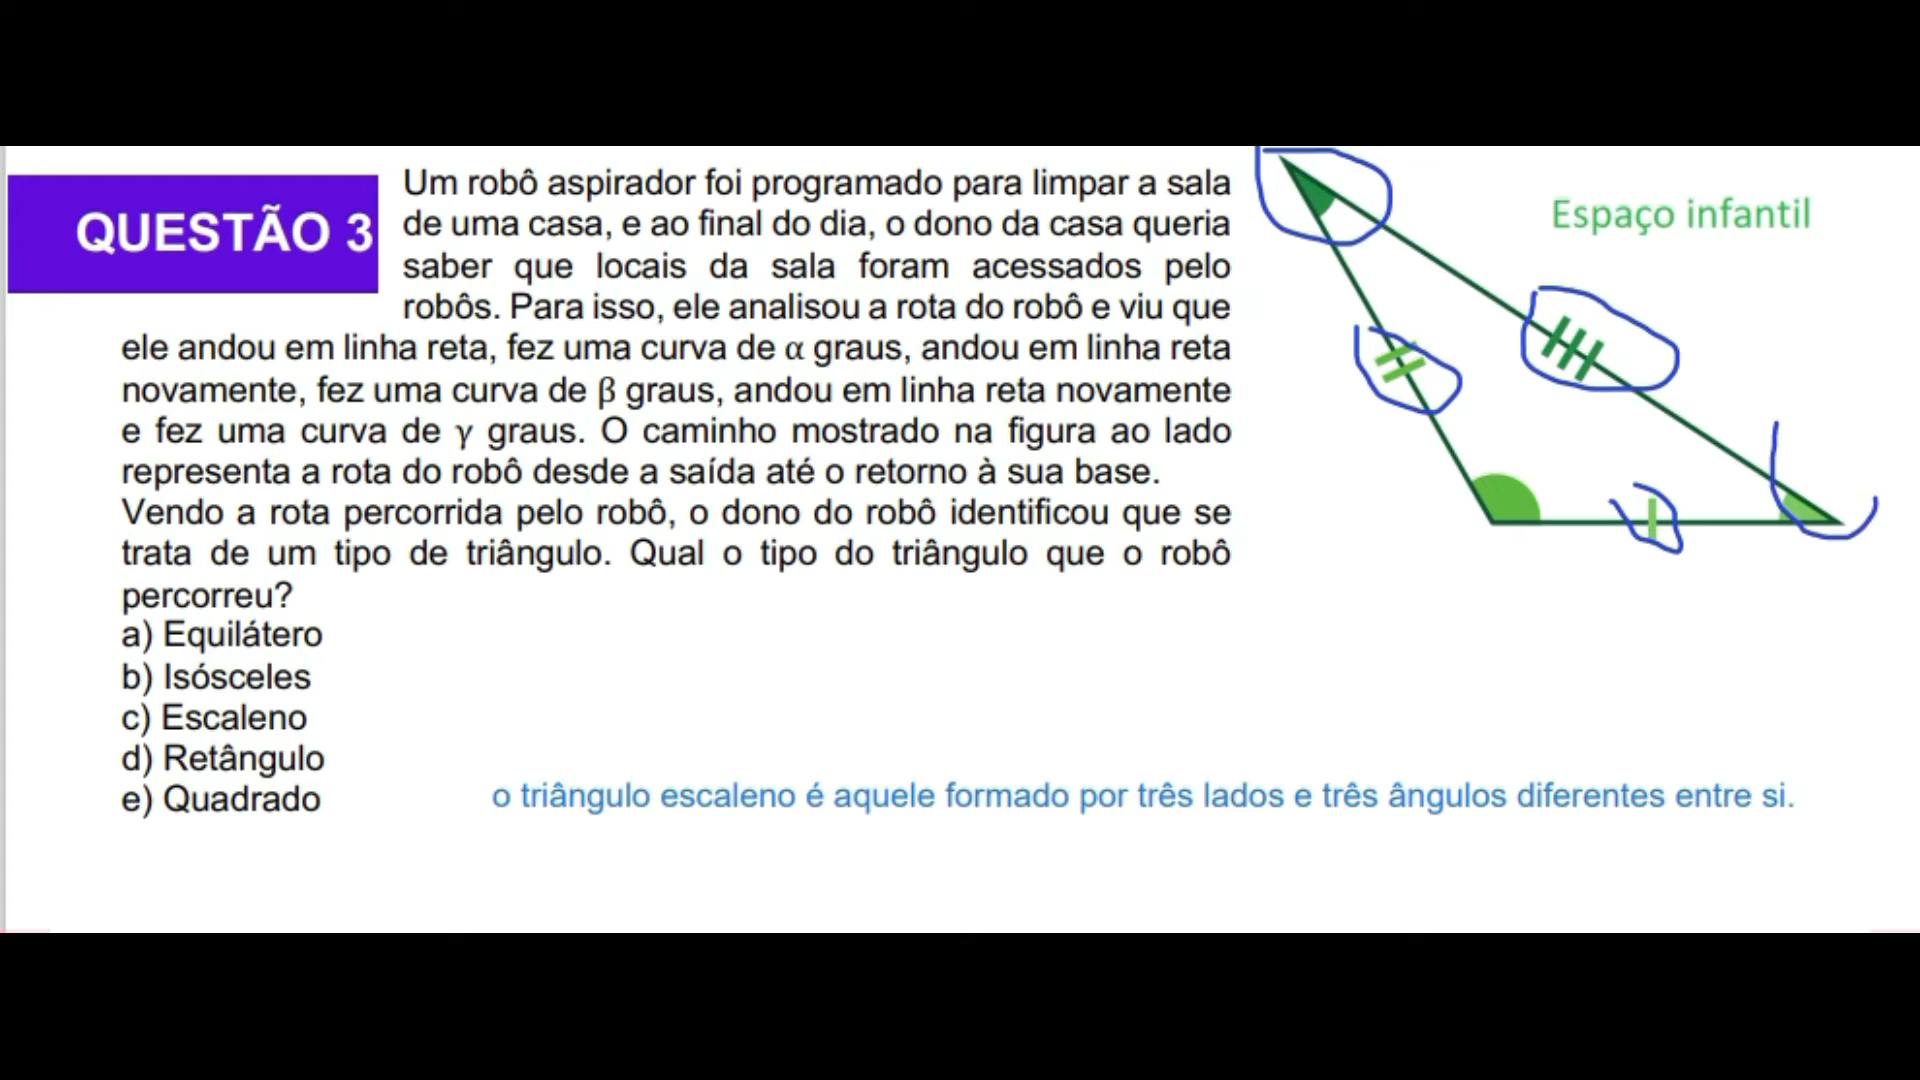 QUESTÃO 3
Um robô aspirador foi programado para limpar a sala
de uma casa, e ao final do dia, o dono da casa queria
saber que locais da sala foram acessados pelo
robôs. Para isso, ele analisou a rota do robô e viu que
ele andou em linha reta, fez uma curva de α graus, andou em linha reta
novamente, fez uma curva de β graus, andou em linha reta novamente
e fez uma curva de γ graus. O caminho mostrado na figura ao lado
representa a rota do robô desde a saída até o retorno à sua base.
Vendo a rota percorrida pelo robô, o dono do robô identificou que se
trata de um tipo de triângulo. Qual o tipo do triângulo que o robô
percorreu?
a) Equilátero
b) Isósceles
c) Escaleno
d) Retângulo
e) Quadrado
Espaço infantil
o triângulo escaleno é aquele formado por três lados e três ângulos diferentes entre si.